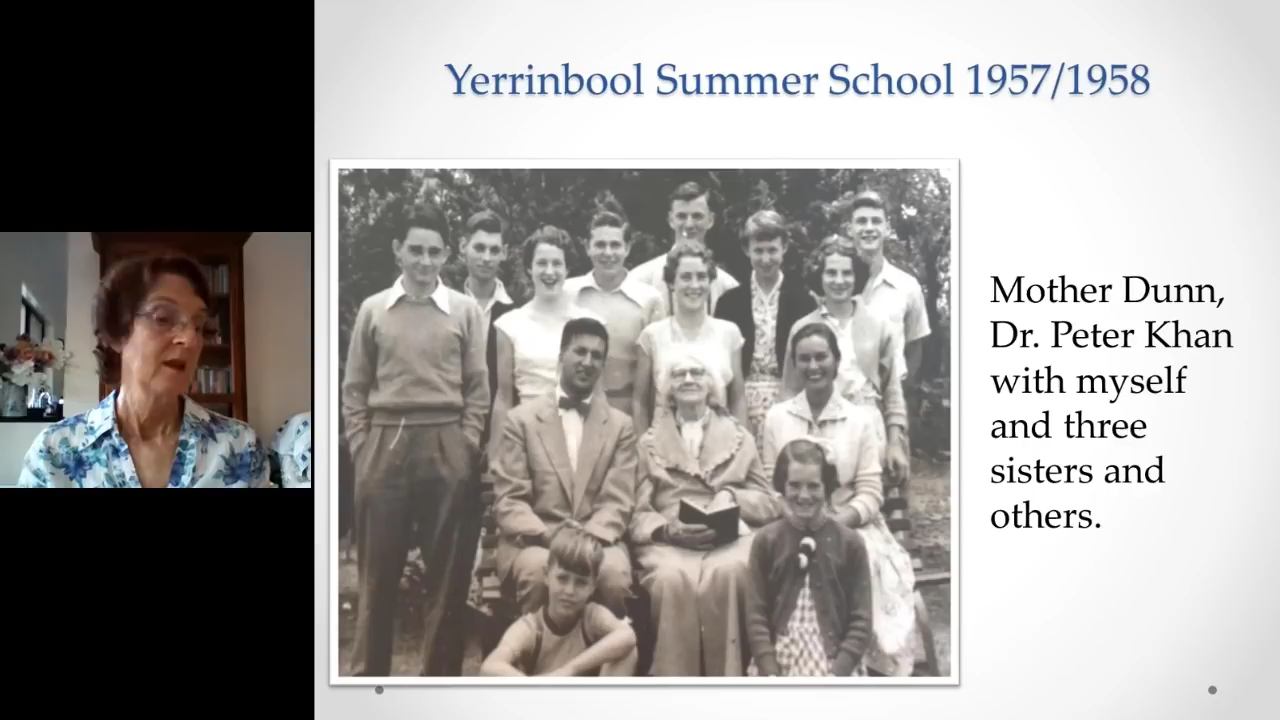 Yerrinbool Summer School 1957/1958
Mother Dunn,
Dr. Peter Khan
with myself
and three
sisters and
others.